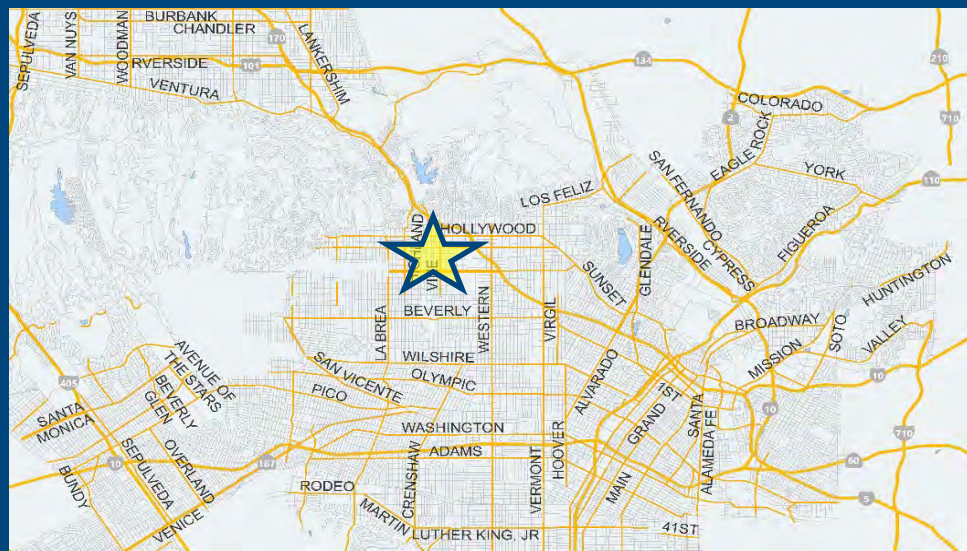 BURBANK
CHANDLER
SEPULVEDA
VAN NUYS
WOODMAN
170
LANKERSHIM
101
RVERSIDE
VENTURA
134
210
COLORADO
2
710
EAGLE ROCK
YORK
SAN FERNANDO
LOS FELIZ
110
HOLLYWOOD
VINE
RVERSIDE
CYPRESS
FIGUEROA
GLENDALE
SUNSET
HUNTINGTON
BEVERLY
LA BREA
WESTERN
VIRGIL
BROADWAY
SOTO
VALLEY
MISSION
WILSHIRE
OLYMPIC
SAN VICENTE
PICO
AVENUE OF
THE STARS
BEVERLY
GLEN
405
SANTA
MONICA
ALVARADO
1ST
10
10
GRAND
SANTA
FE
ALAMEDA
710
WASHINGTON
ADAMS
HOOVER
VERMONT
CRENSHAW
MAIN
60
5
OVERLAND
SEPULVEDA
10
187
BUNDY
VENICE
RODEO
MARTIN
LUTHER KING, JR
41ST